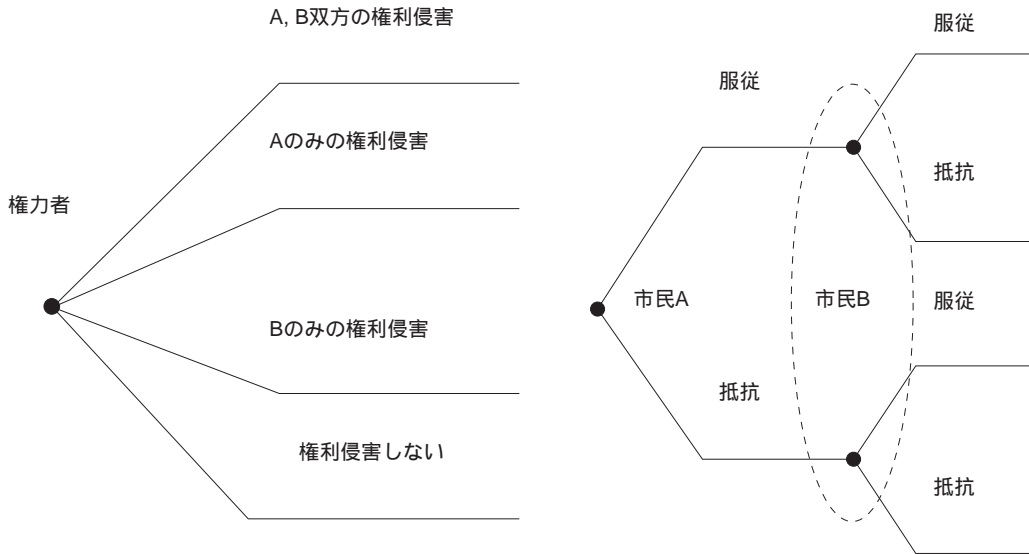 A, B双方の権利侵害
Aのみの権利侵害
権力者
Bのみの権利侵害
権利侵害しない
服従
服従
抵抗
市民A
市民B
服従
抵抗
抵抗